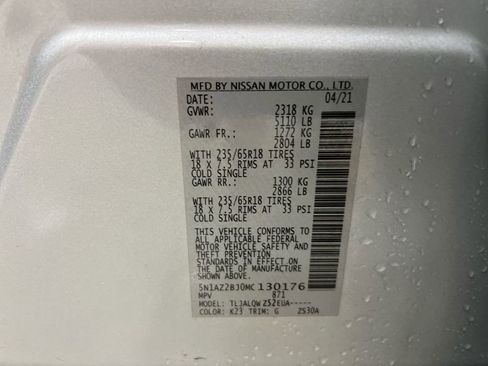 MFD BY NISSAN MOTOR CO., LTD.
DATE: 04/21
GVWR: 2318 KG
5110 LB
GAWR FR.: 1272 KG
2804 LB
WITH 235/65R18 TIRES
18 X 7.5 RIMS AT 33 PSI
COLD SINGLE
GAWR RR.: 1300 KG
2866 LB
WITH 235/65R18 TIRES
18 X 7.5 RIMS AT 33 PSI
COLD SINGLE
THIS VEHICLE CONFORMS TO
ALL APPLICABLE FEDERAL
MOTOR VEHICLE SAFETY AND
THEFT PREVENTION
STANDARDS IN EFFECT ON
THE DATE OF MANUFACTURE
SHOWN ABOVE.
5N1AZ2BJ0MC 130176
MPV 871
MODEL: TLJALQW Z52EUA-----
COLOR: K23 TRIM: G Z530A